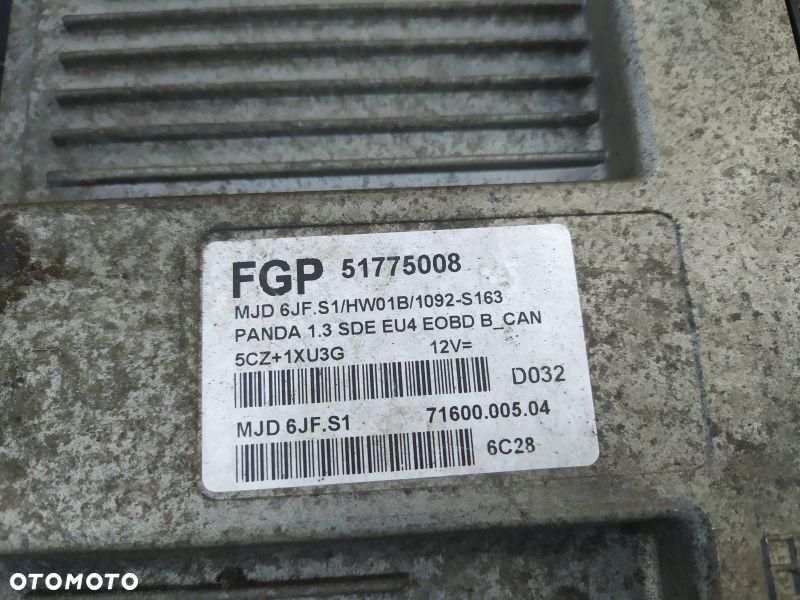 FGP 51775008
MJD 6JF.S1/HW01B/1092-S163
PANDA 1.3 SDE EU4 EOBD B_CAN
5CZ+1XU3G 12V=
D032
MJD 6JF.S1 71600.005.04
6C28
OTOMOTO